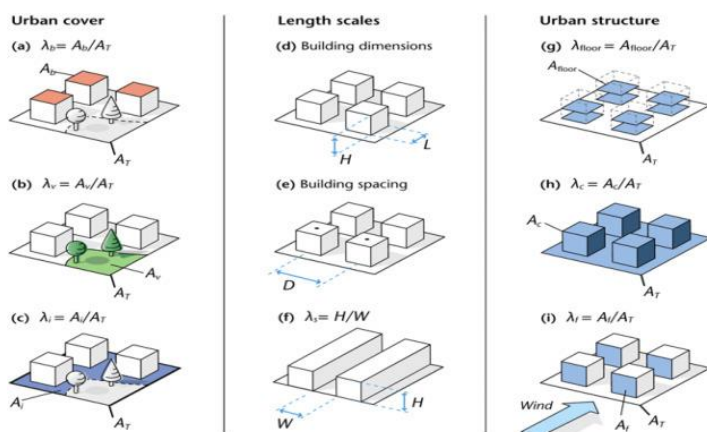 Urban cover
(a) λb = Ab/AT
Ab
AT
(b) λv = Av/AT
Av
AT
(c) λi = Ai/AT
Ai
AT
Length scales
(d) Building dimensions
H
L
(e) Building spacing
D
(f) λs = H/W
W
H
Urban structure
(g) λfloor = Afloor/AT
Afloor
AT
(h) λc = Ac/AT
Ac
AT
(i) λf = Af/AT
Wind
Af
AT